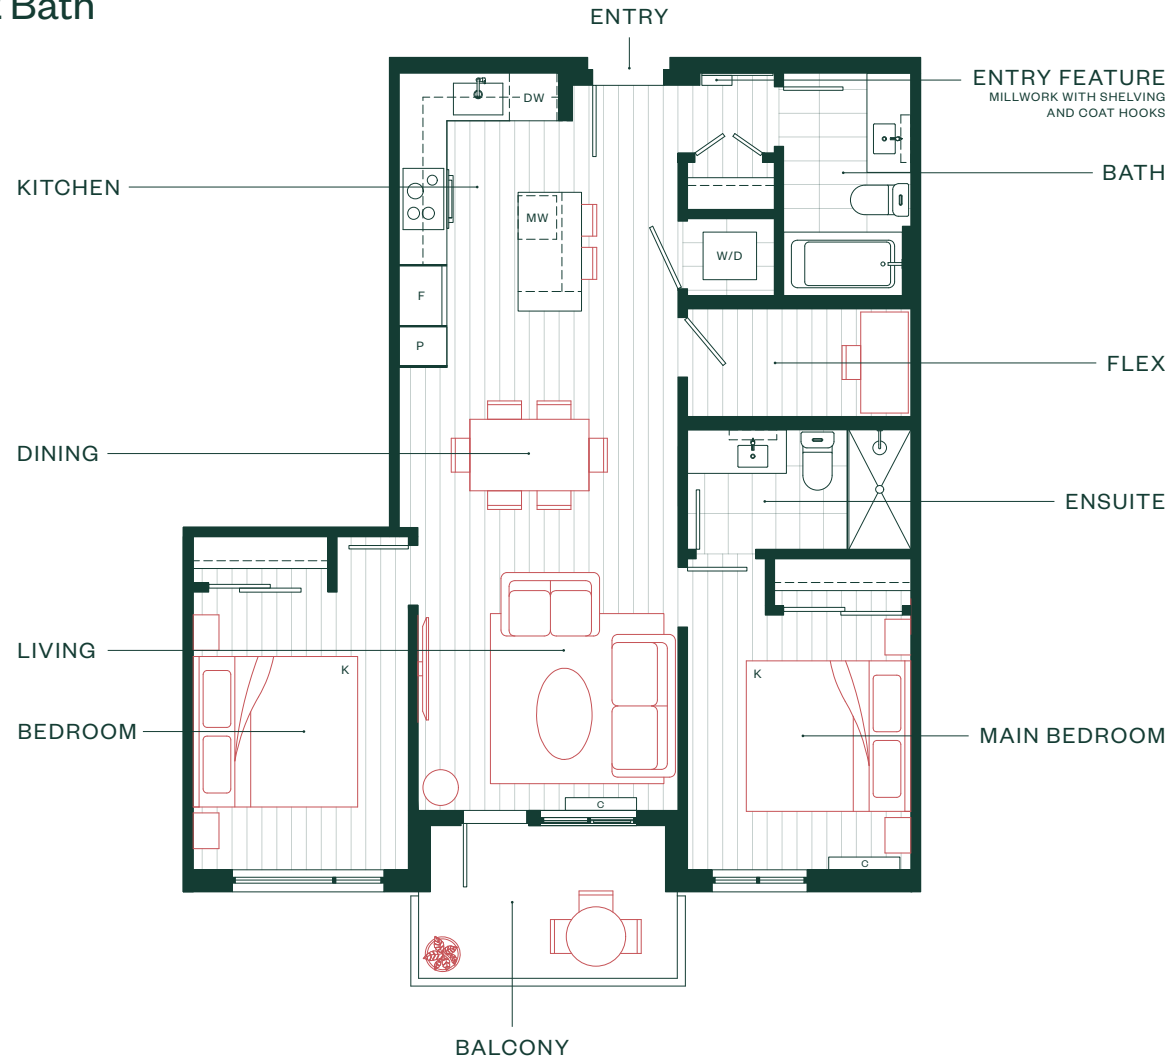 Bath
ENTRY
ENTRY FEATURE
MILLWORK WITH SHELVING
AND COAT HOOKS
DW
KITCHEN
BATH
MW
W/D
F
P
FLEX
DINING
ENSUITE
LIVING
K
K
BEDROOM
MAIN BEDROOM
C
C
BALCONY